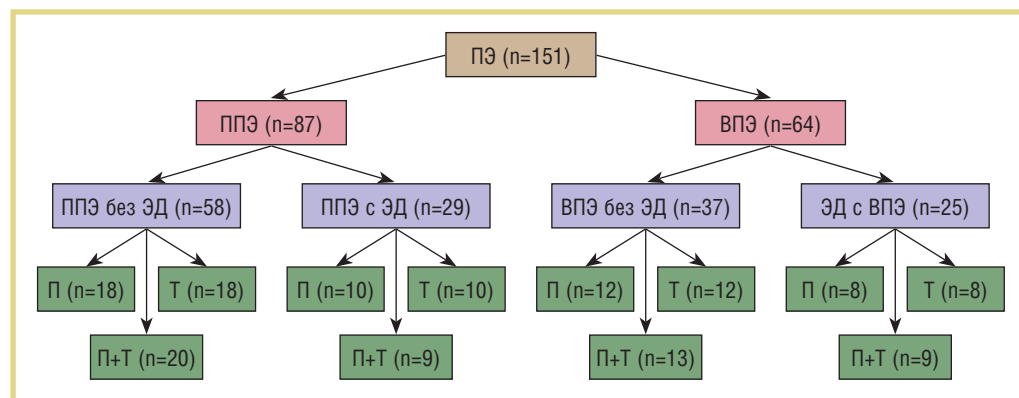 ПЭ (n=151)
ППЭ (n=87)
ВПЭ (n=64)
ППЭ без ЭД (n=58)
ППЭ с ЭД (n=29)
ВПЭ без ЭД (n=37)
ЭД с ВПЭ (n=25)
П (n=18)
Т (n=18)
П (n=10)
Т (n=10)
П (n=12)
Т (n=12)
П (n=8)
Т (n=8)
П+Т (n=20)
П+Т (n=9)
П+Т (n=13)
П+Т (n=9)